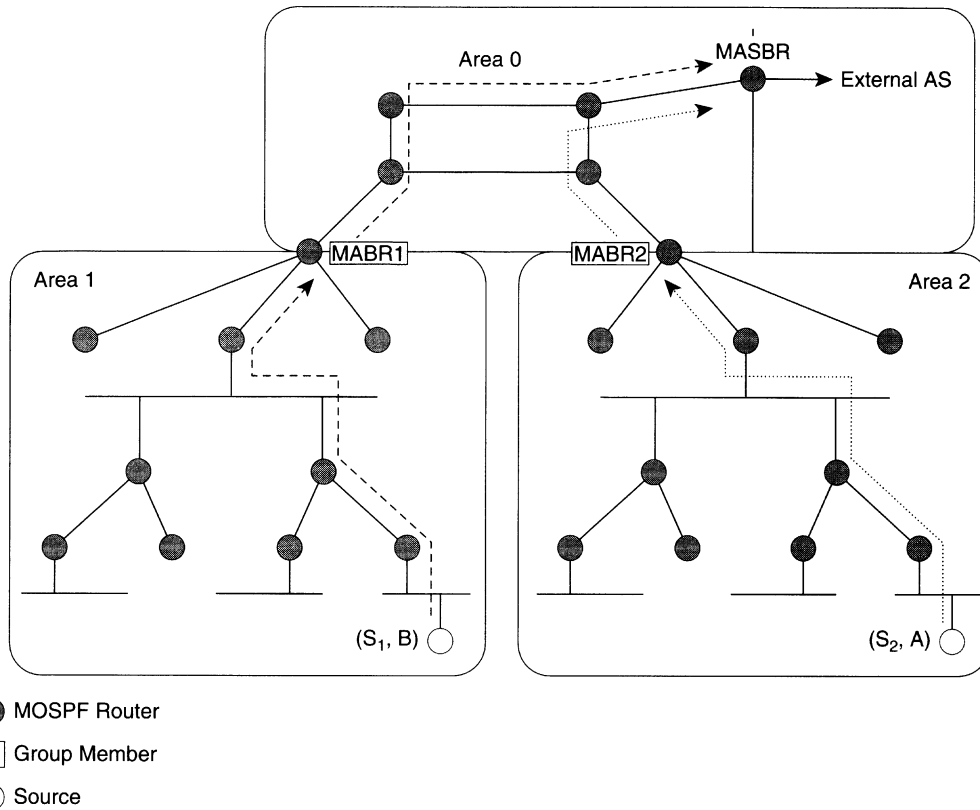 MASBR
Area 0
External AS
MABR1
MABR2
Area 1
Area 2
(S1, B)
(S2, A)
MOSPF Router
Group Member
Source